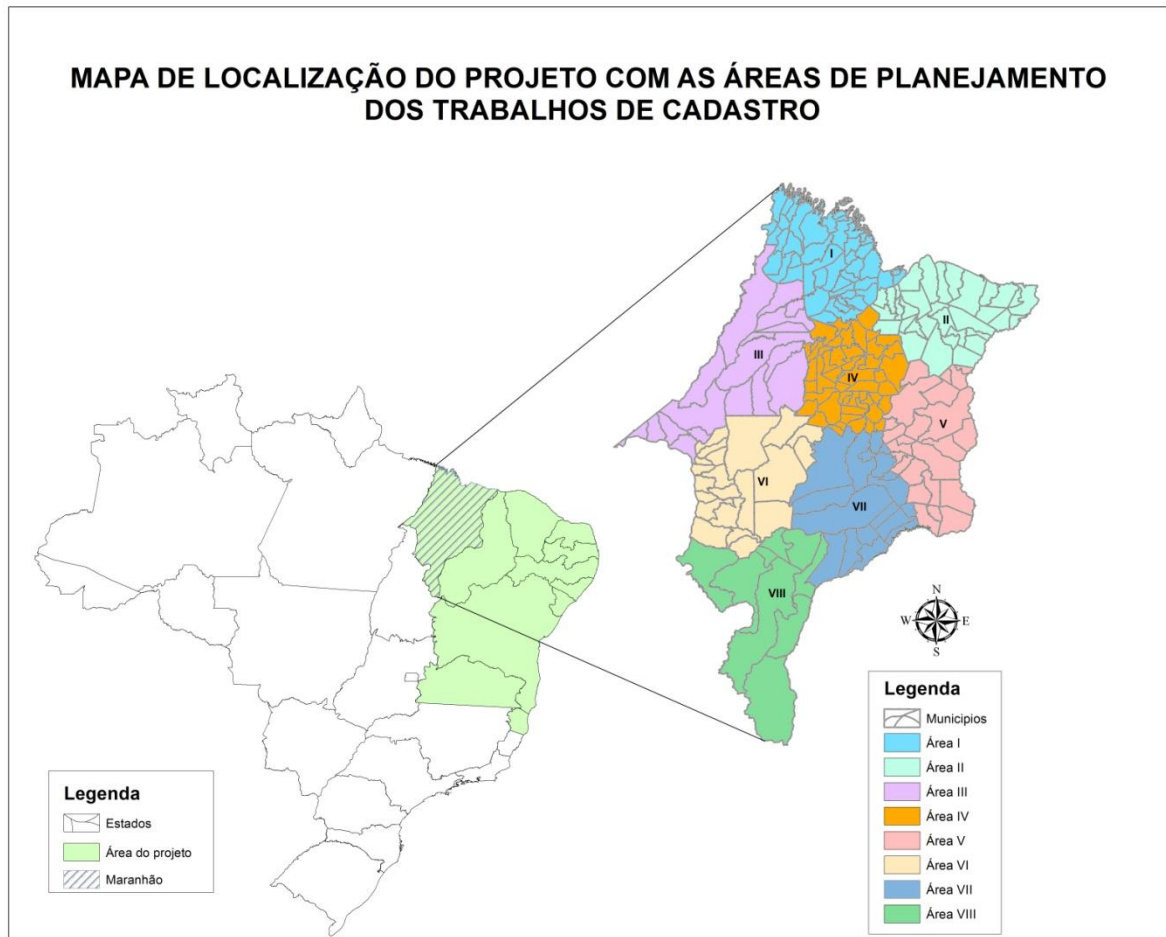 MAPA DE LOCALIZAÇÃO DO PROJETO COM AS ÁREAS DE PLANEJAMENTO
DOS TRABALHOS DE CADASTRO
I
II
III
IV
V
VI
VII
VIII
N
W E
S
Legenda
Estados
Área do projeto
Maranhão
Legenda
Municipios
Área I
Área II
Área III
Área IV
Área V
Área VI
Área VII
Área VIII